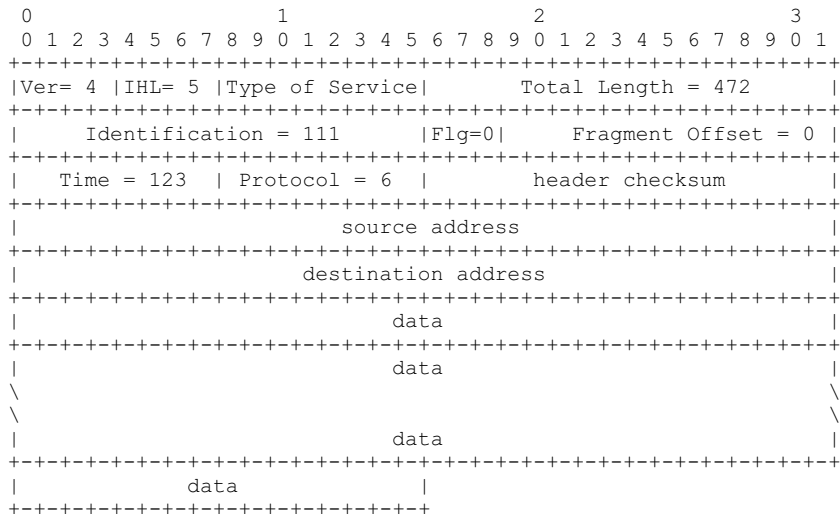 0                   1                   2                   3
 0 1 2 3 4 5 6 7 8 9 0 1 2 3 4 5 6 7 8 9 0 1 2 3 4 5 6 7 8 9 0 1
+-+-+-+-+-+-+-+-+-+-+-+-+-+-+-+-+-+-+-+-+-+-+-+-+-+-+-+-+-+-+-+-+
|Ver= 4 |IHL= 5 |Type of Service|       Total Length = 472      |
+-+-+-+-+-+-+-+-+-+-+-+-+-+-+-+-+-+-+-+-+-+-+-+-+-+-+-+-+-+-+-+-+
|     Identification = 111      |Flg=0|     Fragment Offset = 0 |
+-+-+-+-+-+-+-+-+-+-+-+-+-+-+-+-+-+-+-+-+-+-+-+-+-+-+-+-+-+-+-+-+
|   Time = 123  | Protocol = 6  |        header checksum        |
+-+-+-+-+-+-+-+-+-+-+-+-+-+-+-+-+-+-+-+-+-+-+-+-+-+-+-+-+-+-+-+-+
|                         source address                        |
+-+-+-+-+-+-+-+-+-+-+-+-+-+-+-+-+-+-+-+-+-+-+-+-+-+-+-+-+-+-+-+-+
|                      destination address                      |
+-+-+-+-+-+-+-+-+-+-+-+-+-+-+-+-+-+-+-+-+-+-+-+-+-+-+-+-+-+-+-+-+
|                             data                              |
+-+-+-+-+-+-+-+-+-+-+-+-+-+-+-+-+-+-+-+-+-+-+-+-+-+-+-+-+-+-+-+-+
|                             data                              |
\                                                               \
\                                                               \
|                             data                              |
+-+-+-+-+-+-+-+-+-+-+-+-+-+-+-+-+-+-+-+-+-+-+-+-+-+-+-+-+-+-+-+-+
|             data              |
+-+-+-+-+-+-+-+-+-+-+-+-+-+-+-+-+